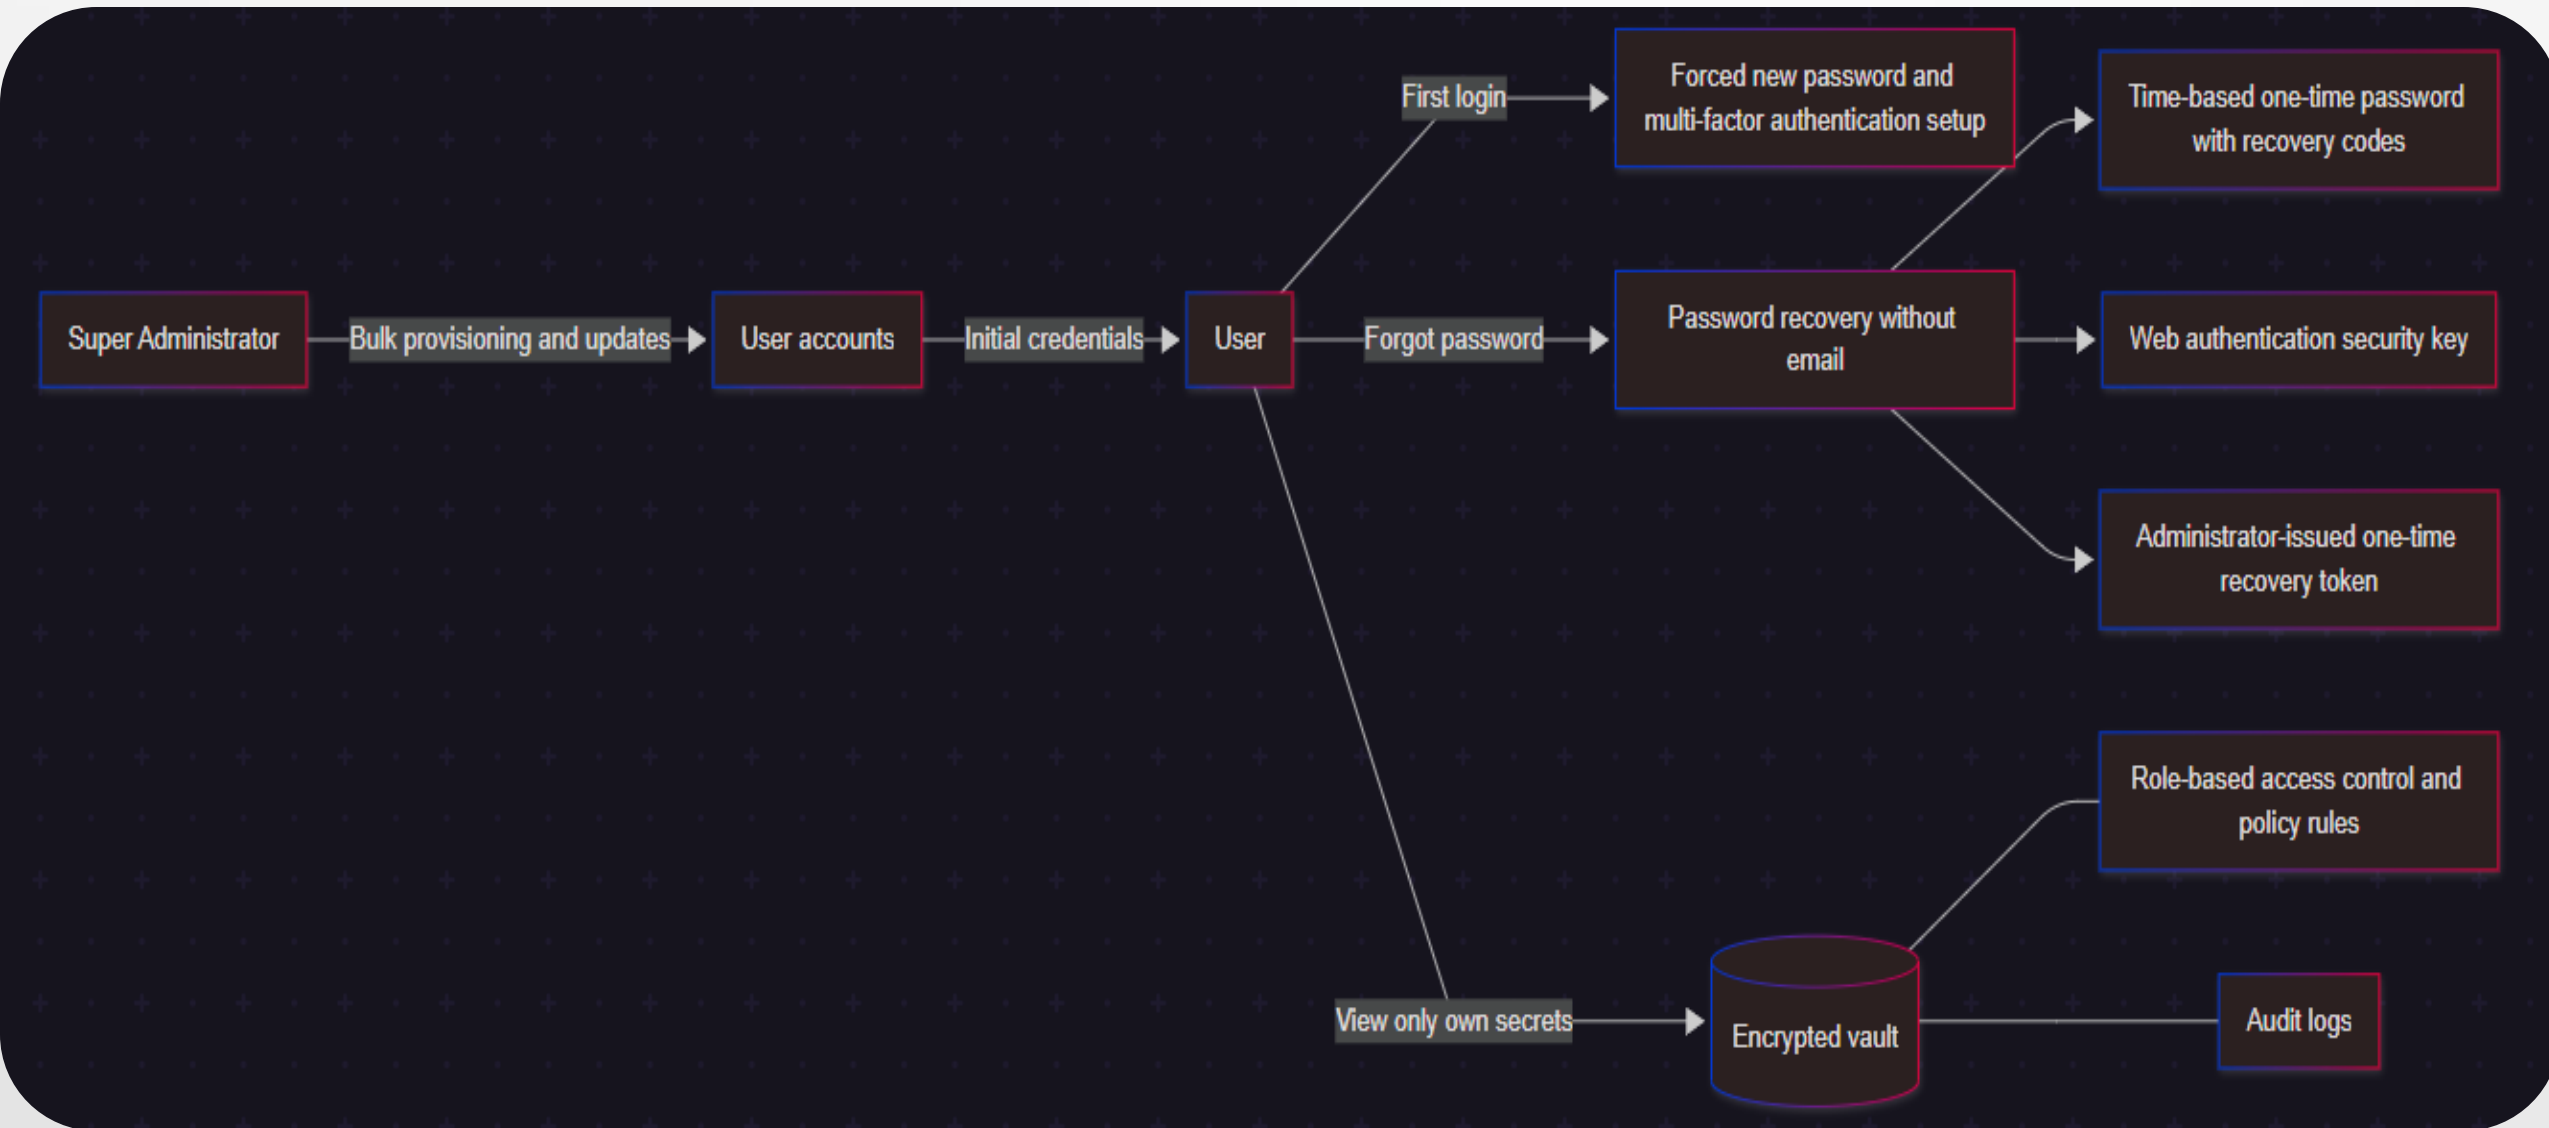 First login
Forced new password and
multi-factor authentication setup
Time-based one-time password
with recovery codes
Super Administrator
Bulk provisioning and updates
User accounts
Initial credentials
User
Forgot password
Password recovery without
email
Web authentication security key
Administrator-issued one-time
recovery token
Role-based access control and
policy rules
View only own secrets
Encrypted vault
Audit logs